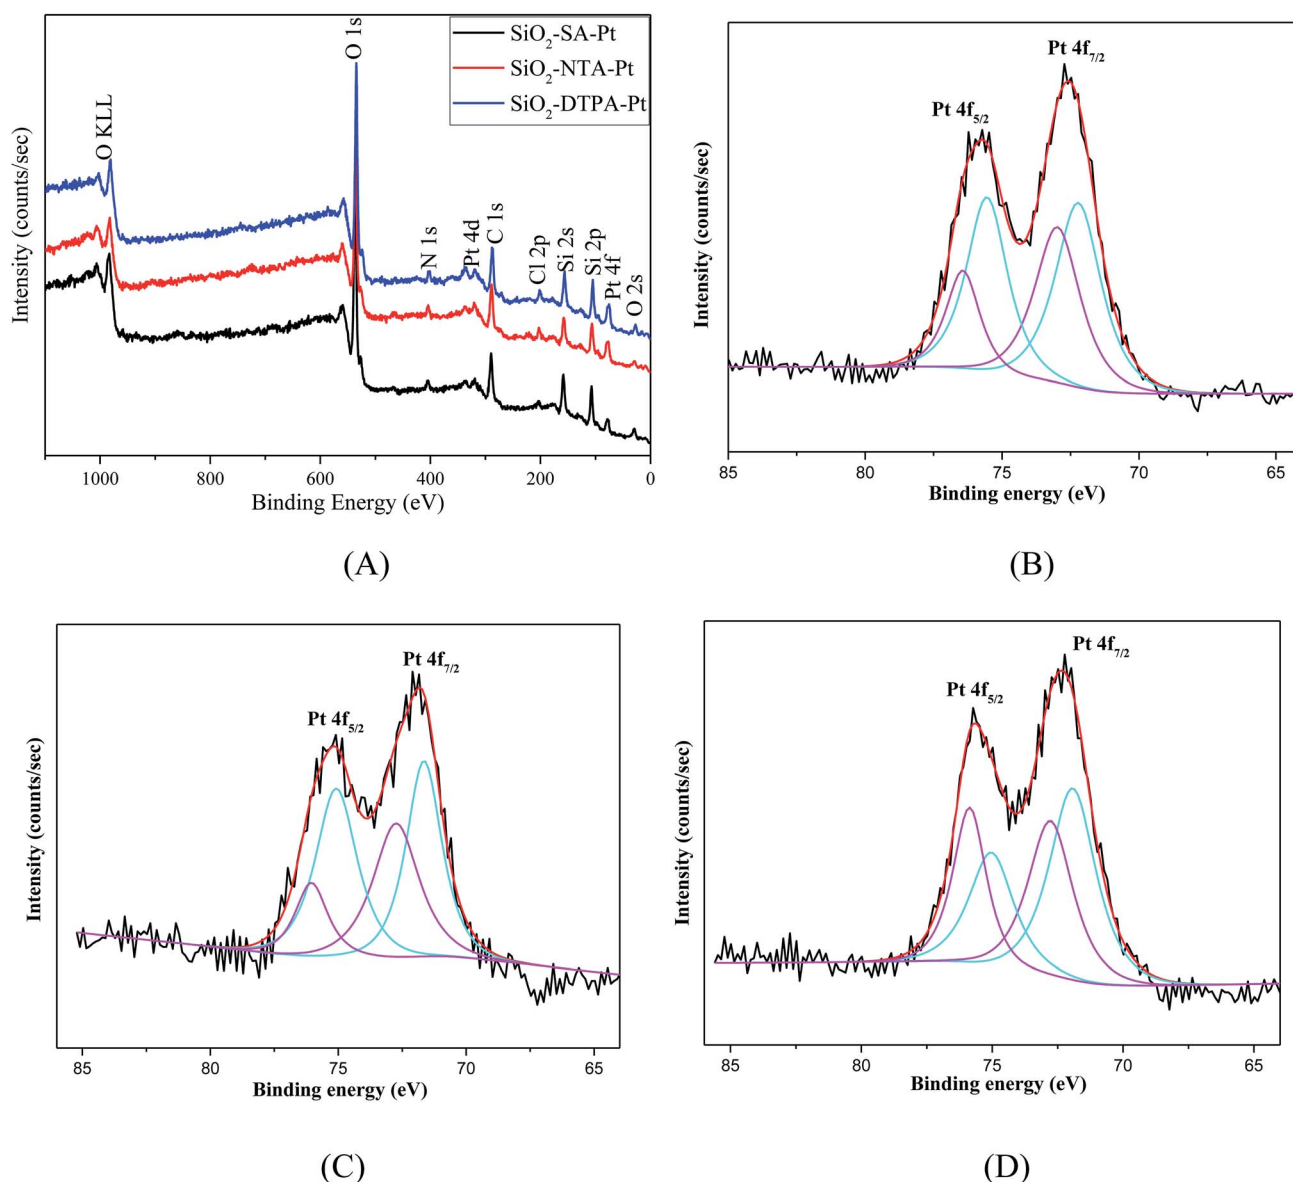 SiO₂-SA-Pt
SiO₂-NTA-Pt
SiO₂-DTPA-Pt
O KLL
O 1s
N 1s
Pt 4d
C 1s
Cl 2p
Si 2s
Si 2p
Pt 4f
O 2s
Intensity (counts/sec)
1000 800 600 400 200 0
Binding Energy (eV)
(A)
Pt 4f₅/₂
Pt 4f₇/₂
Intensity (counts/sec)
85 80 75 70 65
Binding energy (eV)
(B)
Pt 4f₅/₂
Pt 4f₇/₂
Intensity (counts/sec)
85 80 75 70 65
Binding energy (eV)
(C)
Pt 4f₅/₂
Pt 4f₇/₂
Intensity (counts/sec)
85 80 75 70 65
Binding energy (eV)
(D)